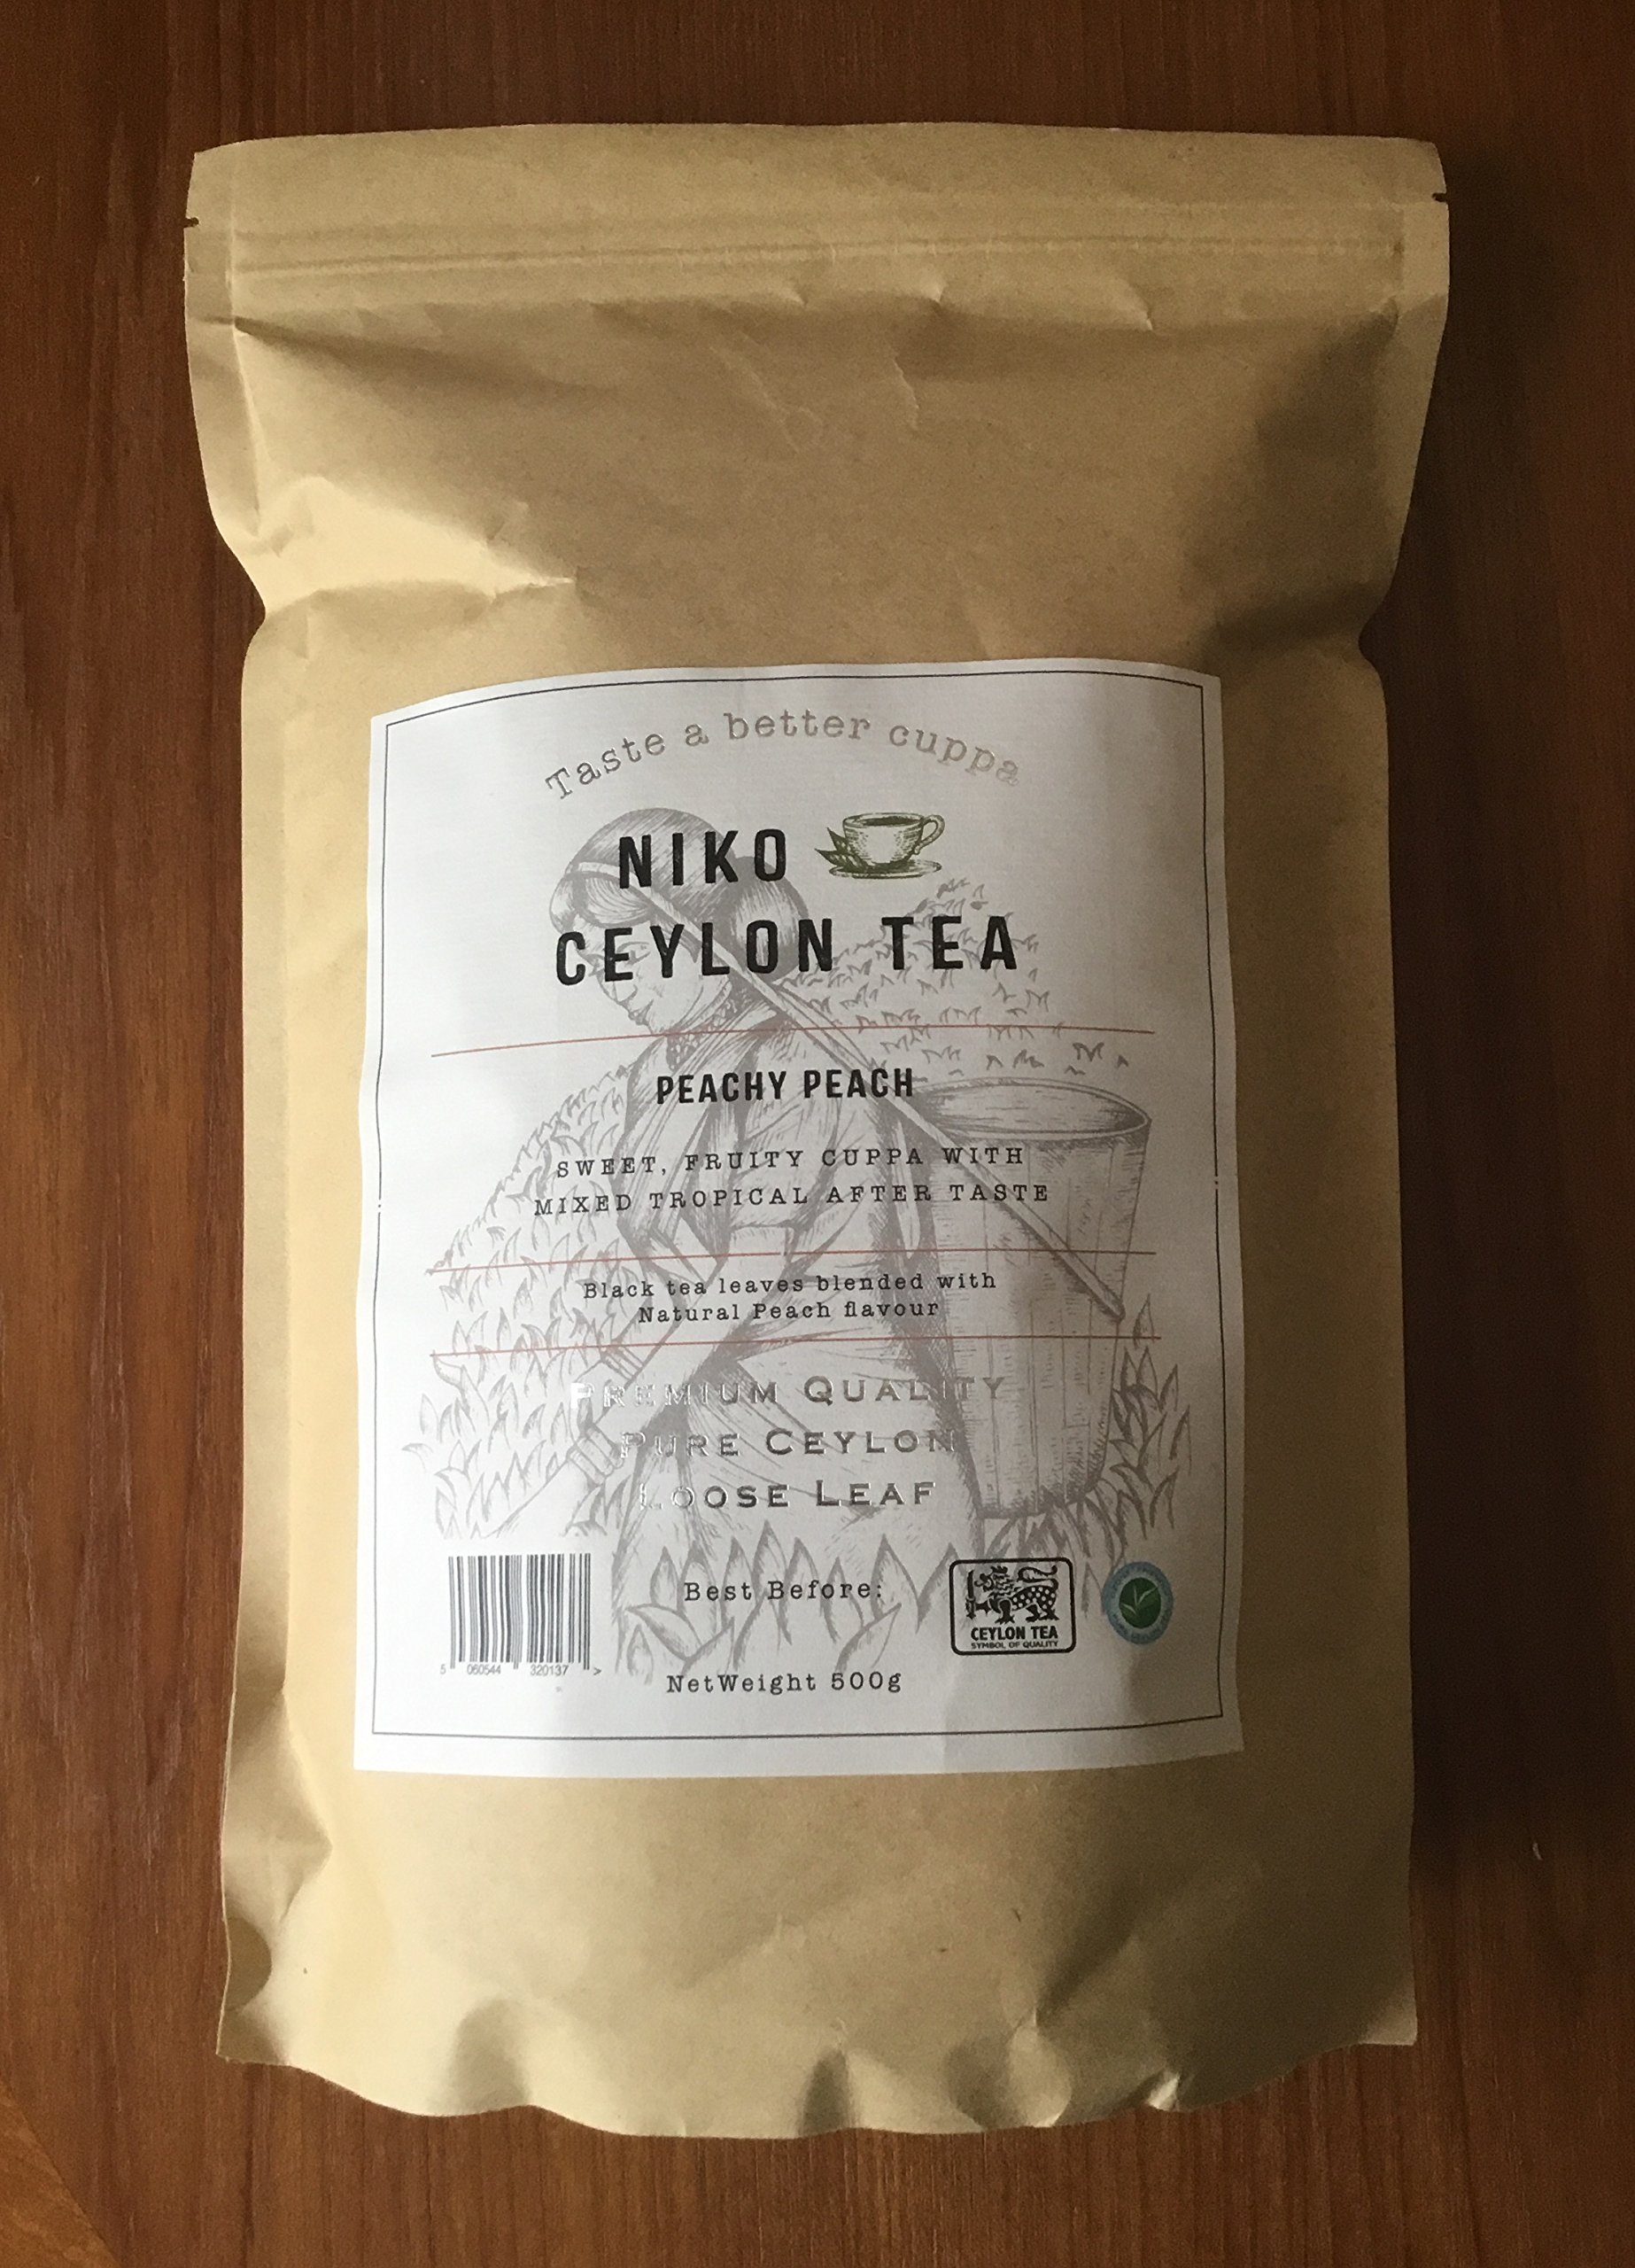 Taste a better cuppa
NIKO
CEYLON TEA
PEACHY PEACH
SWEET, FRUITY CUPPA WITH
MIXED TROPICAL AFTER TASTE
Black tea leaves blended with
Natural Peach flavour
PREMIUM QUALITY
PURE CEYLON
LOOSE LEAF
Best Before:
CEYLON TEA
SYMBOL OF QUALITY
5 060544 320137 >
NetWeight 500g